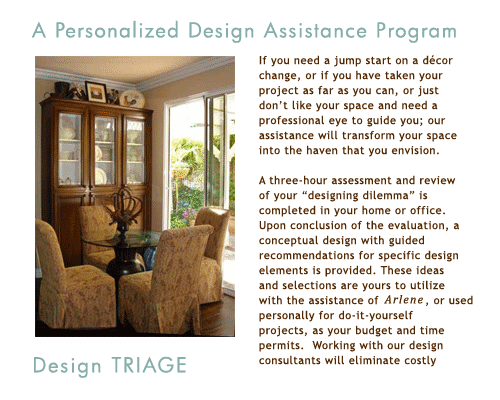 A Personalized Design Assistance Program
If you need a jump start on a décor
change, or if you have taken your
project as far as you can, or just
don't like your space and need a
professional eye to guide you; our
assistance will transform your space
into the haven that you envision.
A three-hour assessment and review
of your “designing dilemma” is
completed in your home or office.
Upon conclusion of the evaluation, a
conceptual design with guided
recommendations for specific design
elements is provided. These ideas
and selections are yours to utilize
with the assistance of Arlene, or used
personally for do-it-yourself
projects, as your budget and time
permits.  Working with our design
consultants will eliminate costly
Design TRIAGE